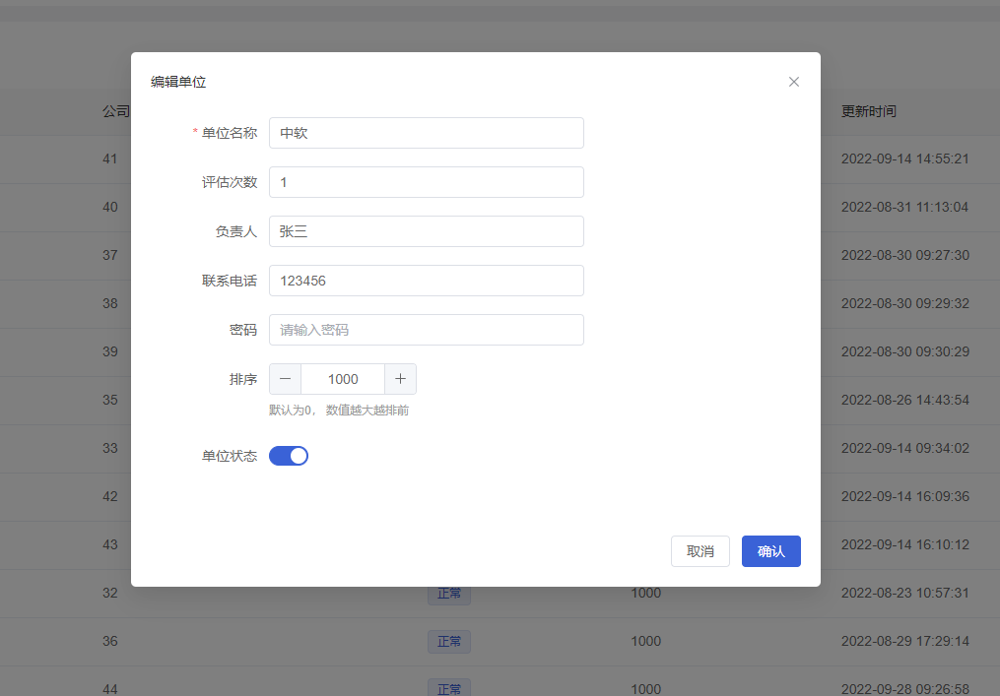 编辑单位
公司
更新时间
* 单位名称 中软
41 2022-09-14 14:55:21
评估次数 1
40 2022-08-31 11:13:04
负责人 张三
37 2022-08-30 09:27:30
联系电话 123456
38 2022-08-30 09:29:32
密码 请输入密码
39 2022-08-30 09:30:29
排序 1000
35 2022-08-26 14:43:54
默认为0， 数值越大越排前
33 2022-09-14 09:34:02
单位状态
42 2022-09-14 16:09:36
43 2022-09-14 16:10:12
取消 确认
32 正常 1000 2022-08-23 10:57:31
36 正常 1000 2022-08-29 17:29:14
44 正常 1000 2022-09-28 09:26:58